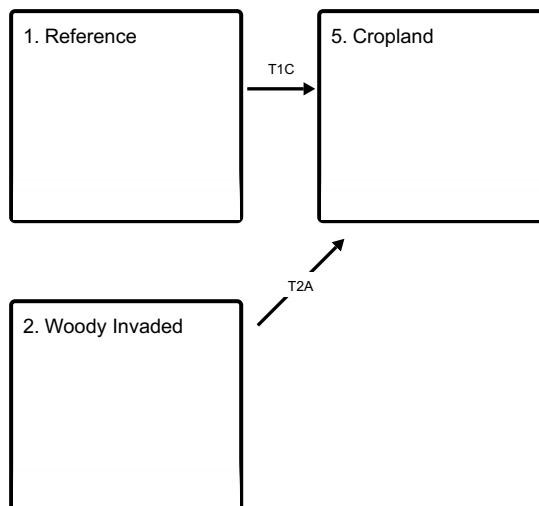 1. Reference
T1C
5. Cropland
T2A
2. Woody Invaded